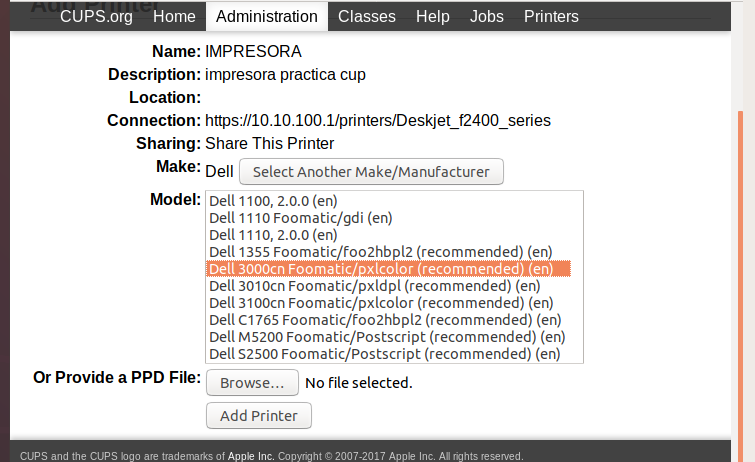 Add Printer
CUPS.org Home Administration Classes Help Jobs Printers
Name: IMPRESORA
Description: impresora practica cup
Location:
Connection: https://10.10.100.1/printers/Deskjet_f2400_series
Sharing: Share This Printer
Make: Dell Select Another Make/Manufacturer
Model:
Dell 1100, 2.0.0 (en)
Dell 1110 Foomatic/gdi (en)
Dell 1110, 2.0.0 (en)
Dell 1355 Foomatic/foo2hbpl2 (recommended) (en)
Dell 3000cn Foomatic/pxlcolor (recommended) (en)
Dell 3010cn Foomatic/pxldpl (recommended) (en)
Dell 3100cn Foomatic/pxlcolor (recommended) (en)
Dell C1765 Foomatic/foo2hbpl2 (recommended) (en)
Dell M5200 Foomatic/Postscript (recommended) (en)
Dell S2500 Foomatic/Postscript (recommended) (en)
Or Provide a PPD File: Browse... No file selected.
Add Printer
CUPS and the CUPS logo are trademarks of Apple Inc. Copyright © 2007-2017 Apple Inc. All rights reserved.